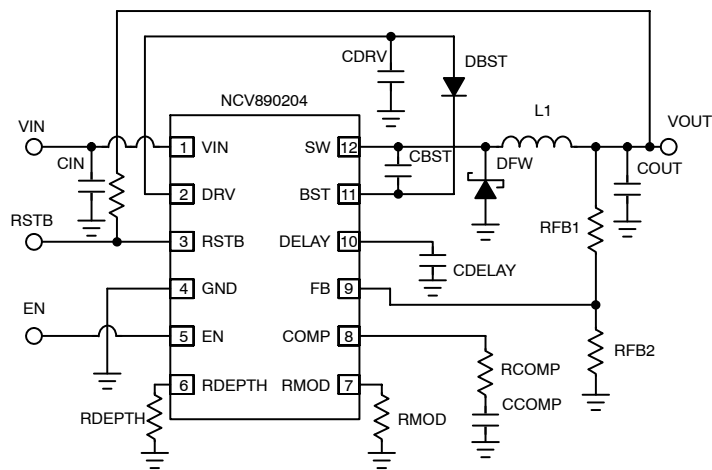 CDRV
DBST
NCV890204
L1
VIN
VOUT
1
VIN
SW
12
CIN
CBST
DFW
COUT
2
DRV
BST
11
RSTB
3
RSTB
DELAY
10
RFB1
CDELAY
4
GND
FB
9
EN
5
EN
COMP
8
RCOMP
RFB2
6
RDEPTH
RMOD
7
RDEPTH
RMOD
CCOMP